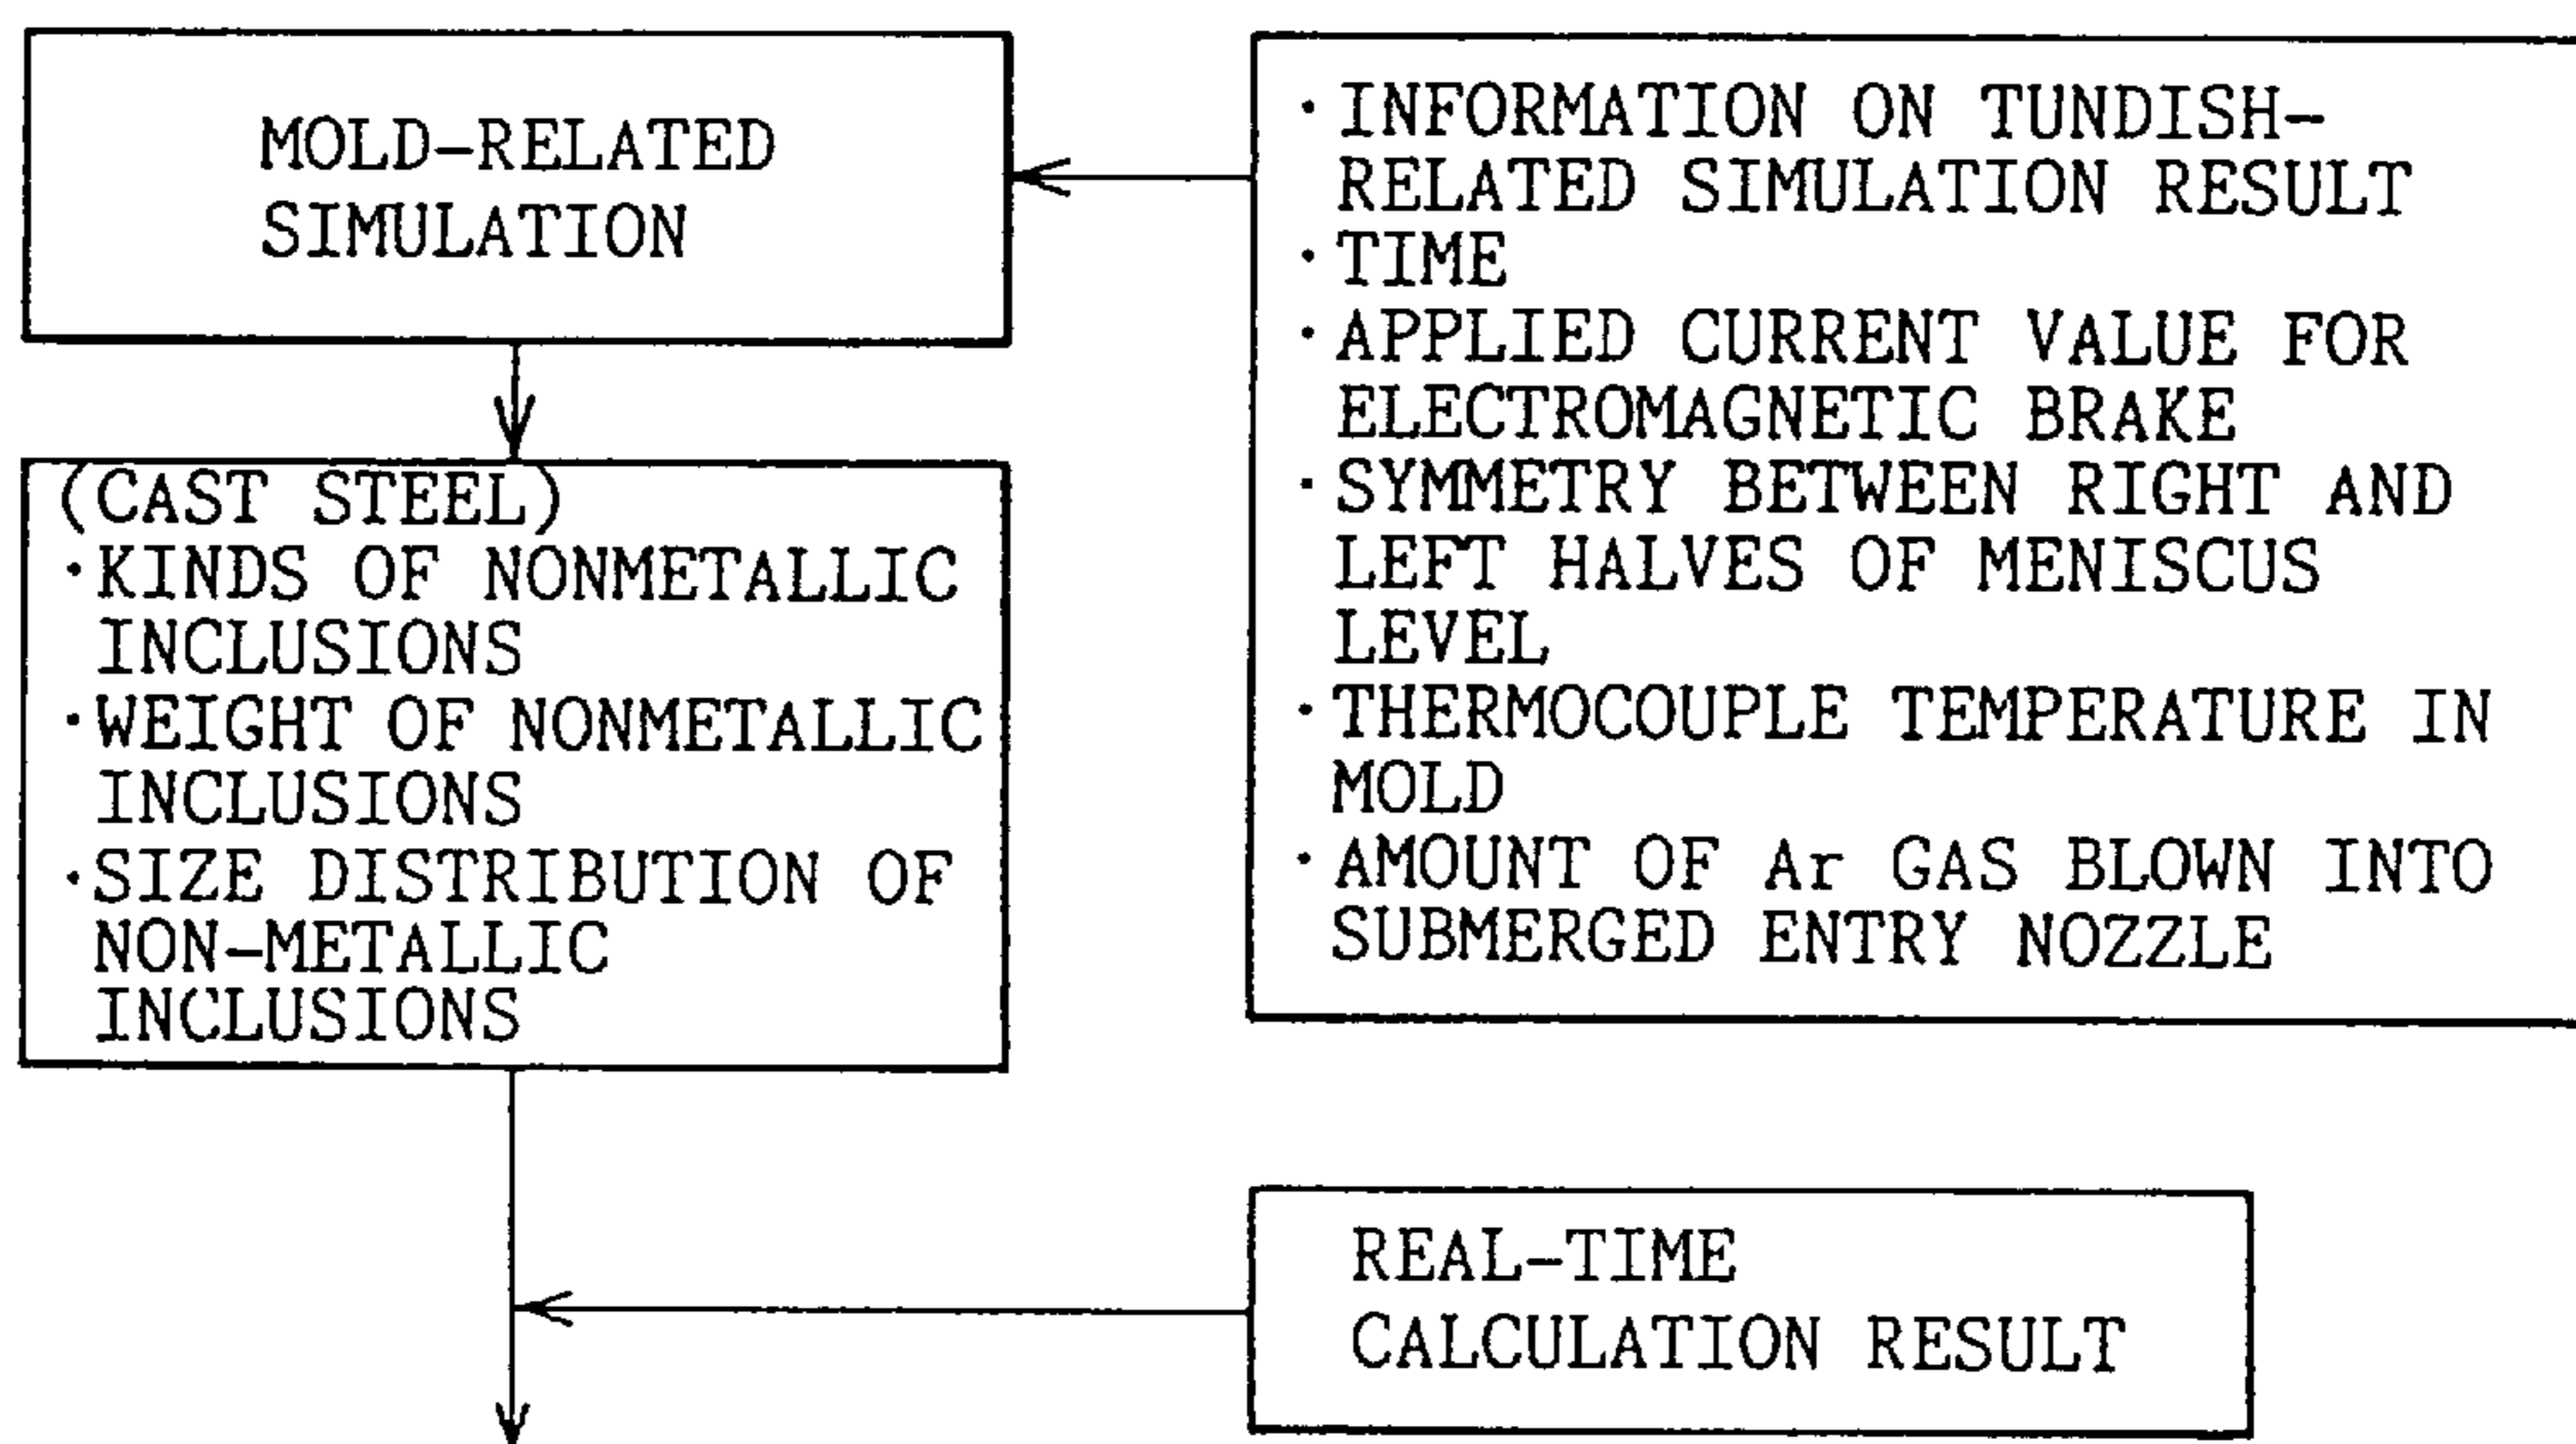 MOLD-RELATED
SIMULATION
·INFORMATION ON TUNDISH-
RELATED SIMULATION RESULT
·TIME
·APPLIED CURRENT VALUE FOR
ELECTROMAGNETIC BRAKE
·SYMMETRY BETWEEN RIGHT AND
LEFT HALVES OF MENISCUS
LEVEL
·THERMOCOUPLE TEMPERATURE IN
MOLD
·AMOUNT OF Ar GAS BLOWN INTO
SUBMERGED ENTRY NOZZLE
(CAST STEEL)
·KINDS OF NONMETALLIC
INCLUSIONS
·WEIGHT OF NONMETALLIC
INCLUSIONS
·SIZE DISTRIBUTION OF
NON-METALLIC
INCLUSIONS
REAL-TIME
CALCULATION RESULT